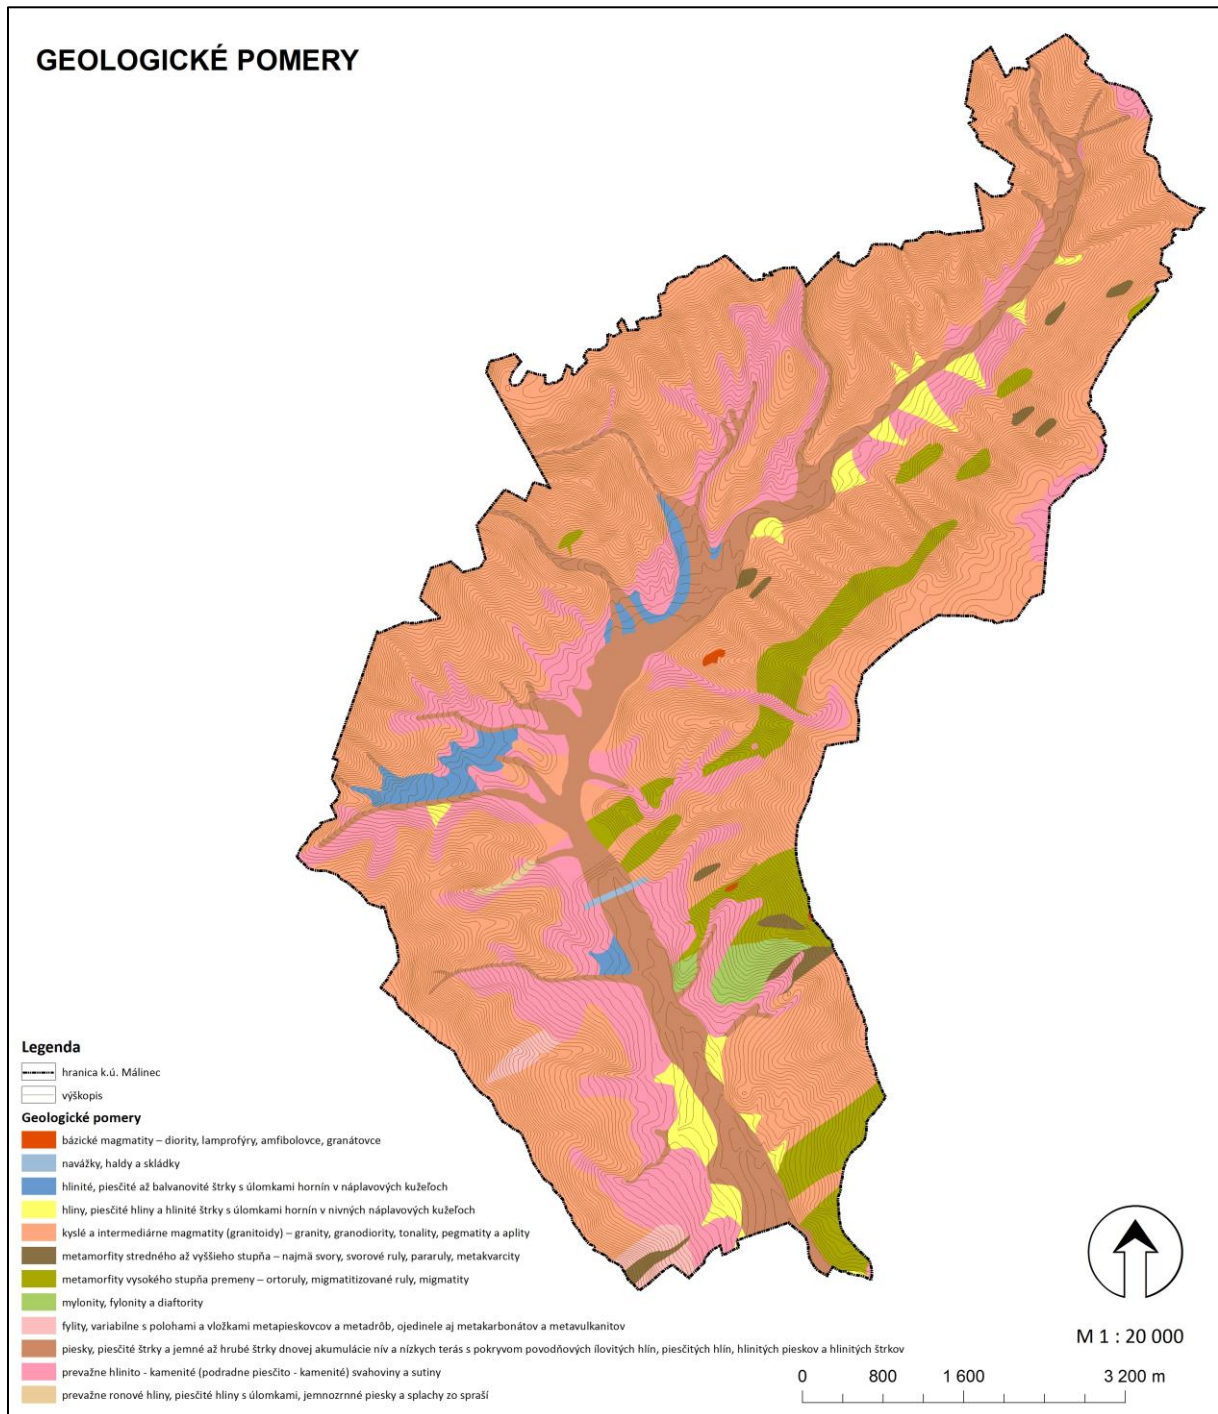 GEOLOGICKÉ POMERY
Legenda
hranica k.ú. Málinec
výškopis
Geologické pomery
bázické magmatity – diority, lamprofýry, amfibolovce, granátovce
navážky, haldy a skládky
hlinité, piesčité až balvanovité štrky s úlomkami hornín v náplavových kužeľoch
hliny, piesčité hliny a hlinité štrky s úlomkami hornín v nivných náplavových kužeľoch
kyslé a intermediárne magmatity (granitoidy) – granity, granodiority, tonality, pegmatity a aplity
metamorfity stredného až vyššieho stupňa – najmä svory, svorové ruly, pararuly, metakvarcity
metamorfity vysokého stupňa premeny – ortoruly, migmatitizované ruly, migmatity
mylonity, fylonity a diaftority
fylity, variabilne s polohami a vložkami metapieskovcov a metadrôb, ojedinele aj metakarbonátov a metavulkanitov
piesky, piesčité štrky a jemné až hrubé štrky dnovej akumulácie nív a nízkych terás s pokryvom povodňových ílovitých hlín, piesčitých hlín, hlinitých pieskov a hlinitých štrkov
prevažne hlinito - kamenité (podradne piesčito - kamenité) svahoviny a sutiny
prevažne ronové hliny, piesčité hliny s úlomkami, jemnozrnné piesky a splachy zo spraší
M 1 : 20 000
0 800 1 600 3 200 m